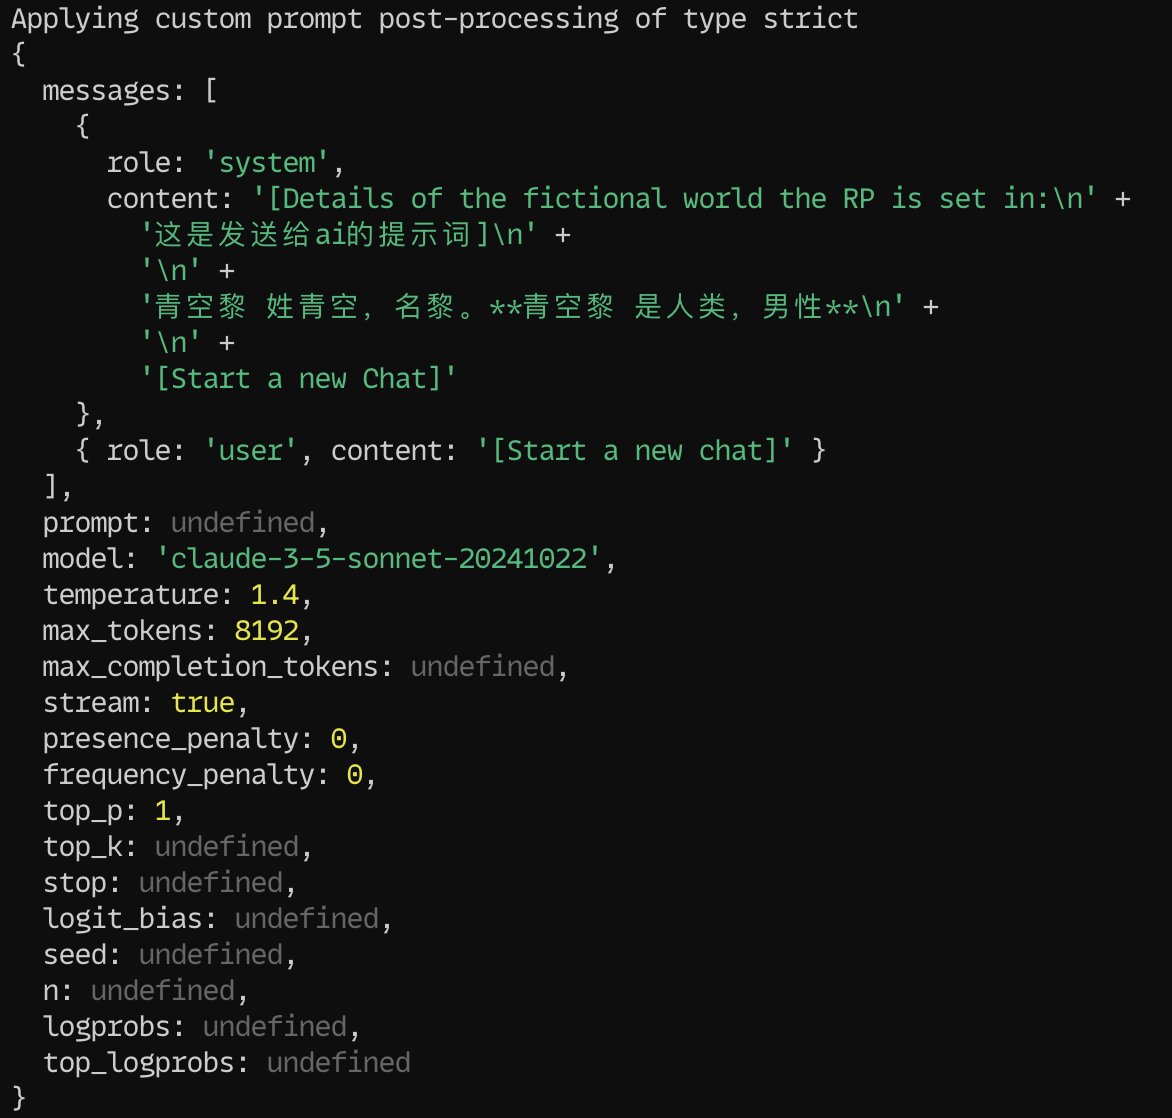 Applying custom prompt post-processing of type strict
{
  messages: [
    {
      role: 'system',
      content: '[Details of the fictional world the RP is set in:\n' +
        '这是发送给ai的提示词]\n' +
        '\n' +
        '青空黎 姓青空, 名黎。**青空黎 是人类, 男性**\n' +
        '\n' +
        '[Start a new Chat]'
    },
    { role: 'user', content: '[Start a new chat]' }
  ],
  prompt: undefined,
  model: 'claude-3-5-sonnet-20241022',
  temperature: 1.4,
  max_tokens: 8192,
  max_completion_tokens: undefined,
  stream: true,
  presence_penalty: 0,
  frequency_penalty: 0,
  top_p: 1,
  top_k: undefined,
  stop: undefined,
  logit_bias: undefined,
  seed: undefined,
  n: undefined,
  logprobs: undefined,
  top_logprobs: undefined
}